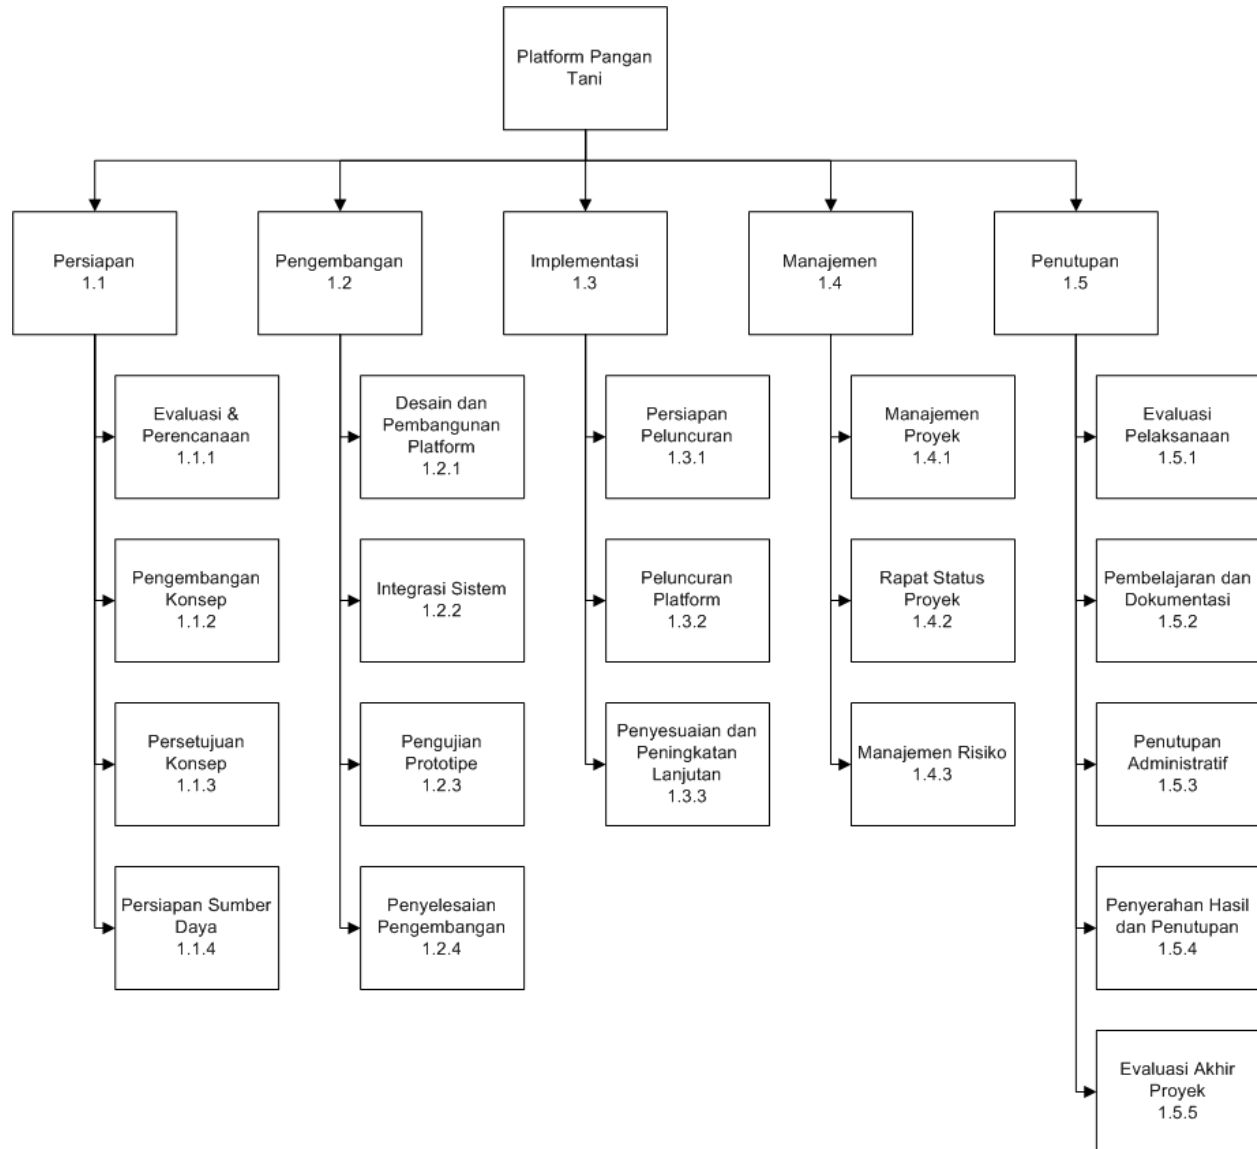 Platform Pangan
Tani
Persiapan
1.1
Pengembangan
1.2
Implementasi
1.3
Manajemen
1.4
Penutupan
1.5
Evaluasi &
Perencanaan
1.1.1
Desain dan
Pembangunan
Platform
1.2.1
Persiapan
Peluncuran
1.3.1
Manajemen
Proyek
1.4.1
Evaluasi
Pelaksanaan
1.5.1
Pengembangan
Konsep
1.1.2
Integrasi Sistem
1.2.2
Peluncuran
Platform
1.3.2
Rapat Status
Proyek
1.4.2
Pembelajaran dan
Dokumentasi
1.5.2
Persetujuan
Konsep
1.1.3
Pengujian
Prototipe
1.2.3
Penyesuaian dan
Peningkatan
Lanjutan
1.3.3
Manajemen Risiko
1.4.3
Penutupan
Administratif
1.5.3
Persiapan Sumber
Daya
1.1.4
Penyelesaian
Pengembangan
1.2.4
Penyerahan Hasil
dan Penutupan
1.5.4
Evaluasi Akhir
Proyek
1.5.5